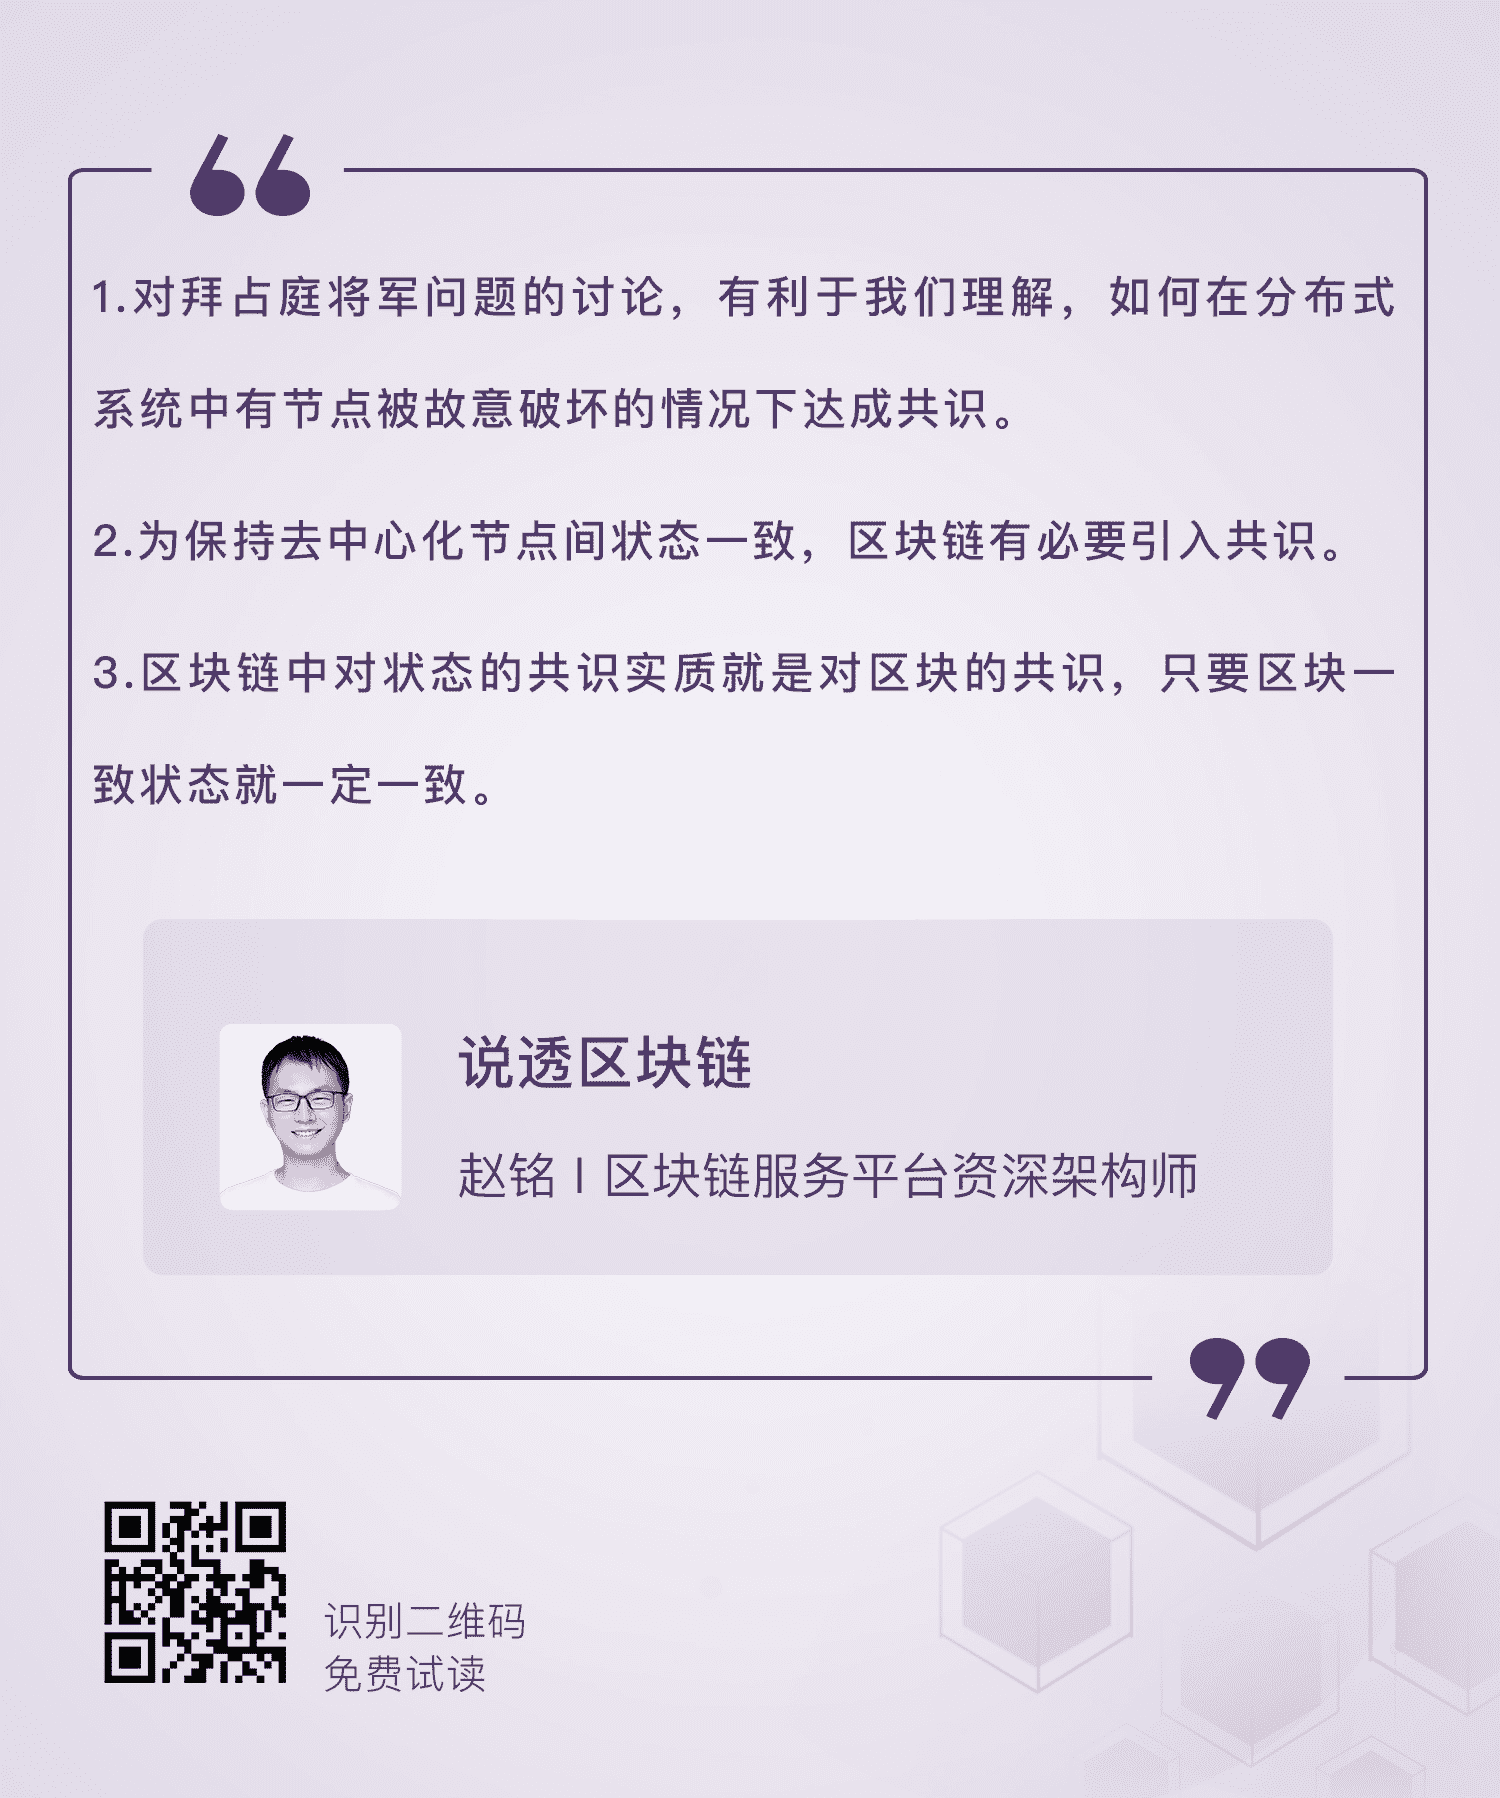 1.对拜占庭将军问题的讨论，有利于我们理解，如何在分布式
系统中有节点被故意破坏的情况下达成共识。
2.为保持去中心化节点间状态一致，区块链有必要引入共识。
3.区块链中对状态的共识实质就是对区块的共识，只要区块一
致状态就一定一致。
说透区块链
赵铭 | 区块链服务平台资深架构师
识别二维码
免费试读